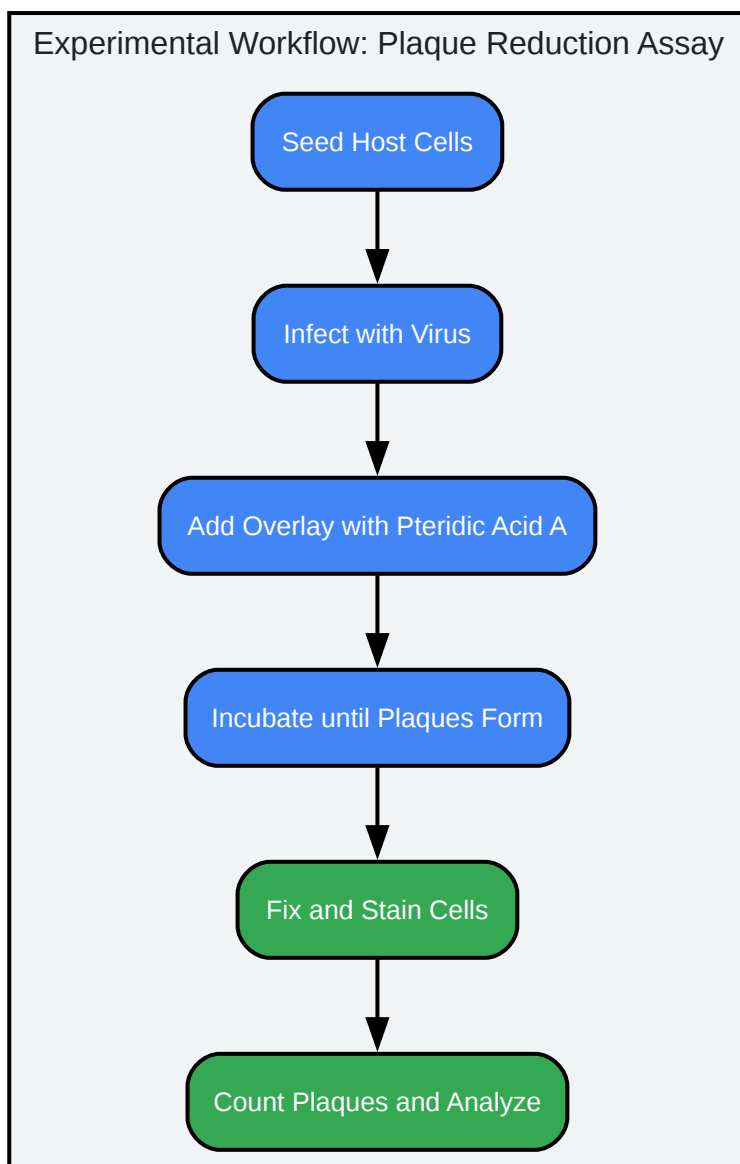 Experimental Workflow: Plaque Reduction Assay
Seed Host Cells
Infect with Virus
Add Overlay with Pteridic Acid A
Incubate until Plaques Form
Fix and Stain Cells
Count Plaques and Analyze